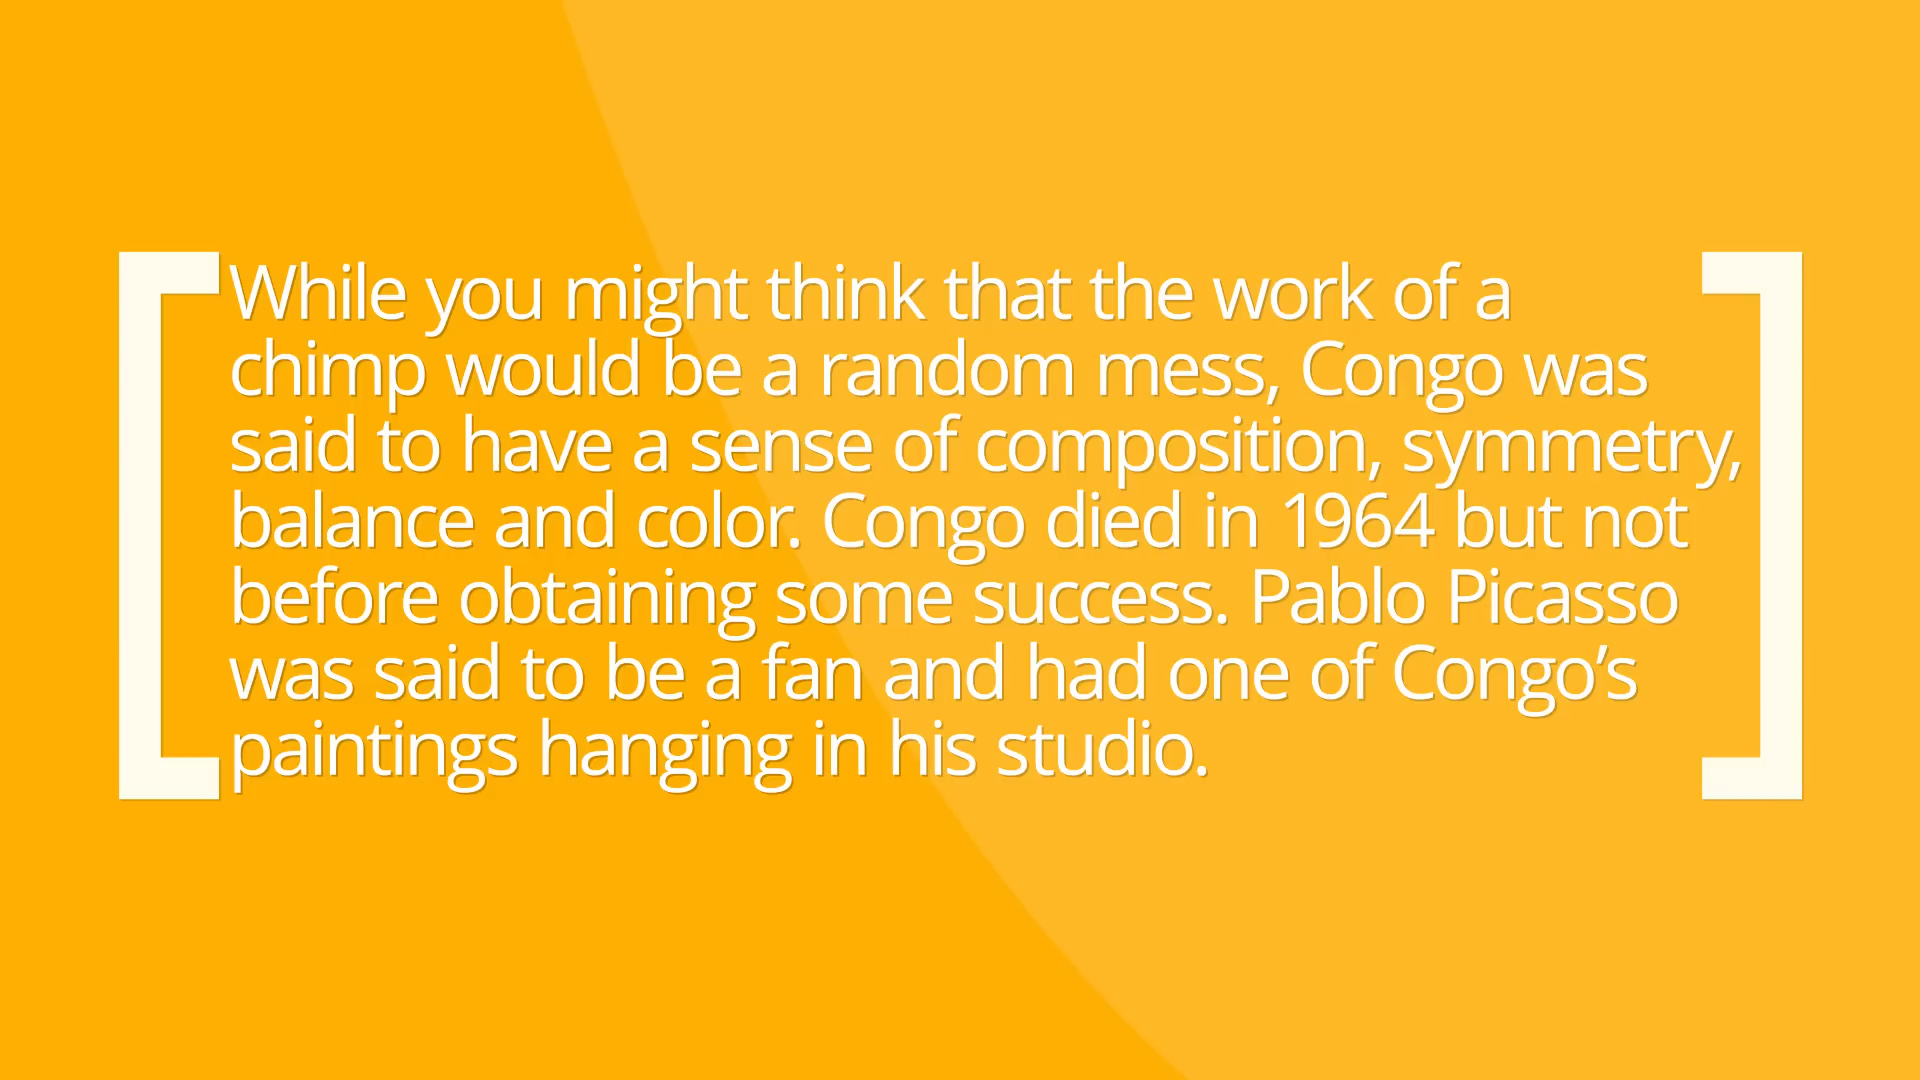 While you might think that the work of a
chimp would be a random mess, Congo was
said to have a sense of composition, symmetry,
balance and color. Congo died in 1964 but not
before obtaining some success. Pablo Picasso
was said to be a fan and had one of Congo’s
paintings hanging in his studio.